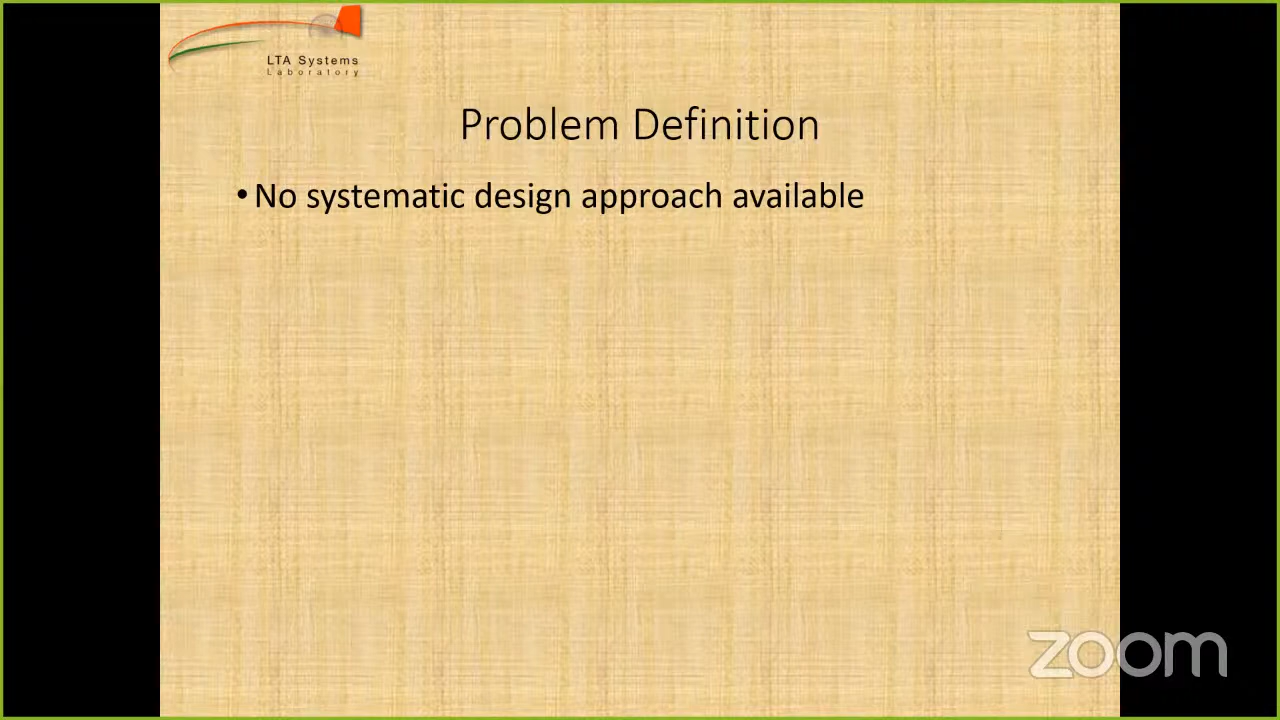 LTA Systems
Laboratory
Problem Definition
• No systematic design approach available
zoom